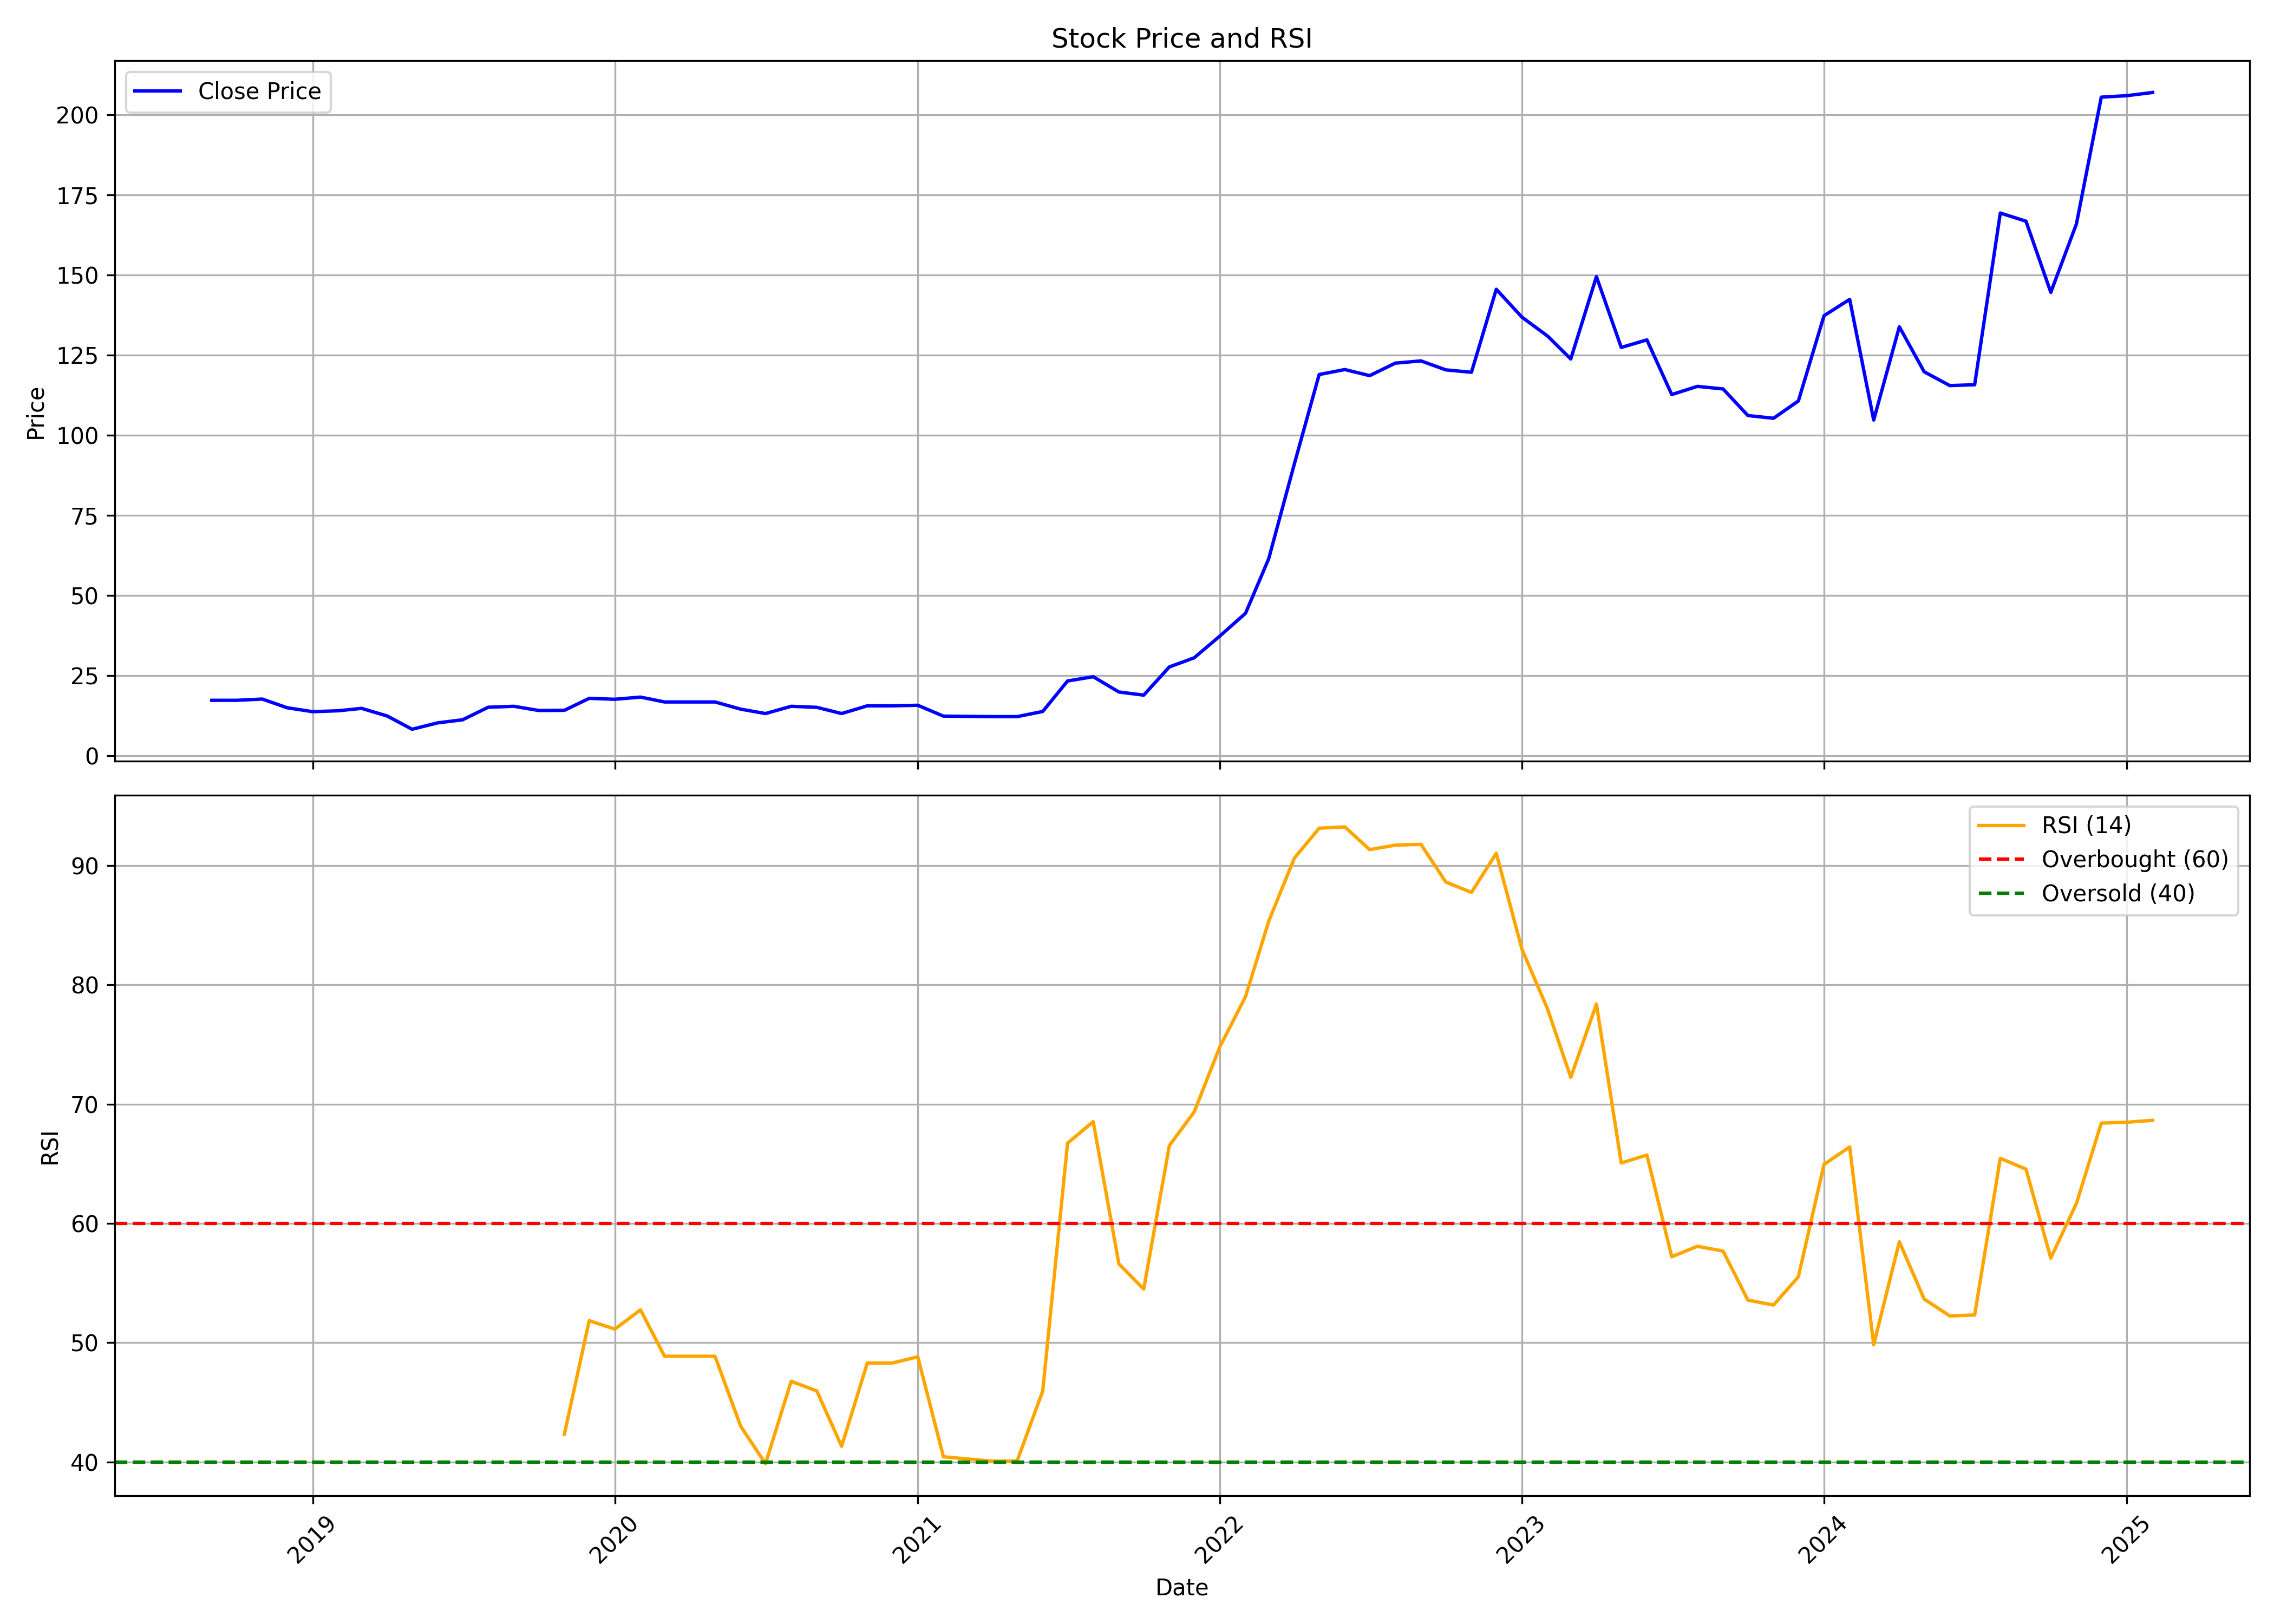 Stock Price and RSI
Close Price
200
175
150
125
100
75
50
25
0
Price
RSI (14)
Overbought (60)
Oversold (40)
90
80
70
60
50
40
RSI
2019
2020
2021
2022
2023
2024
2025
Date